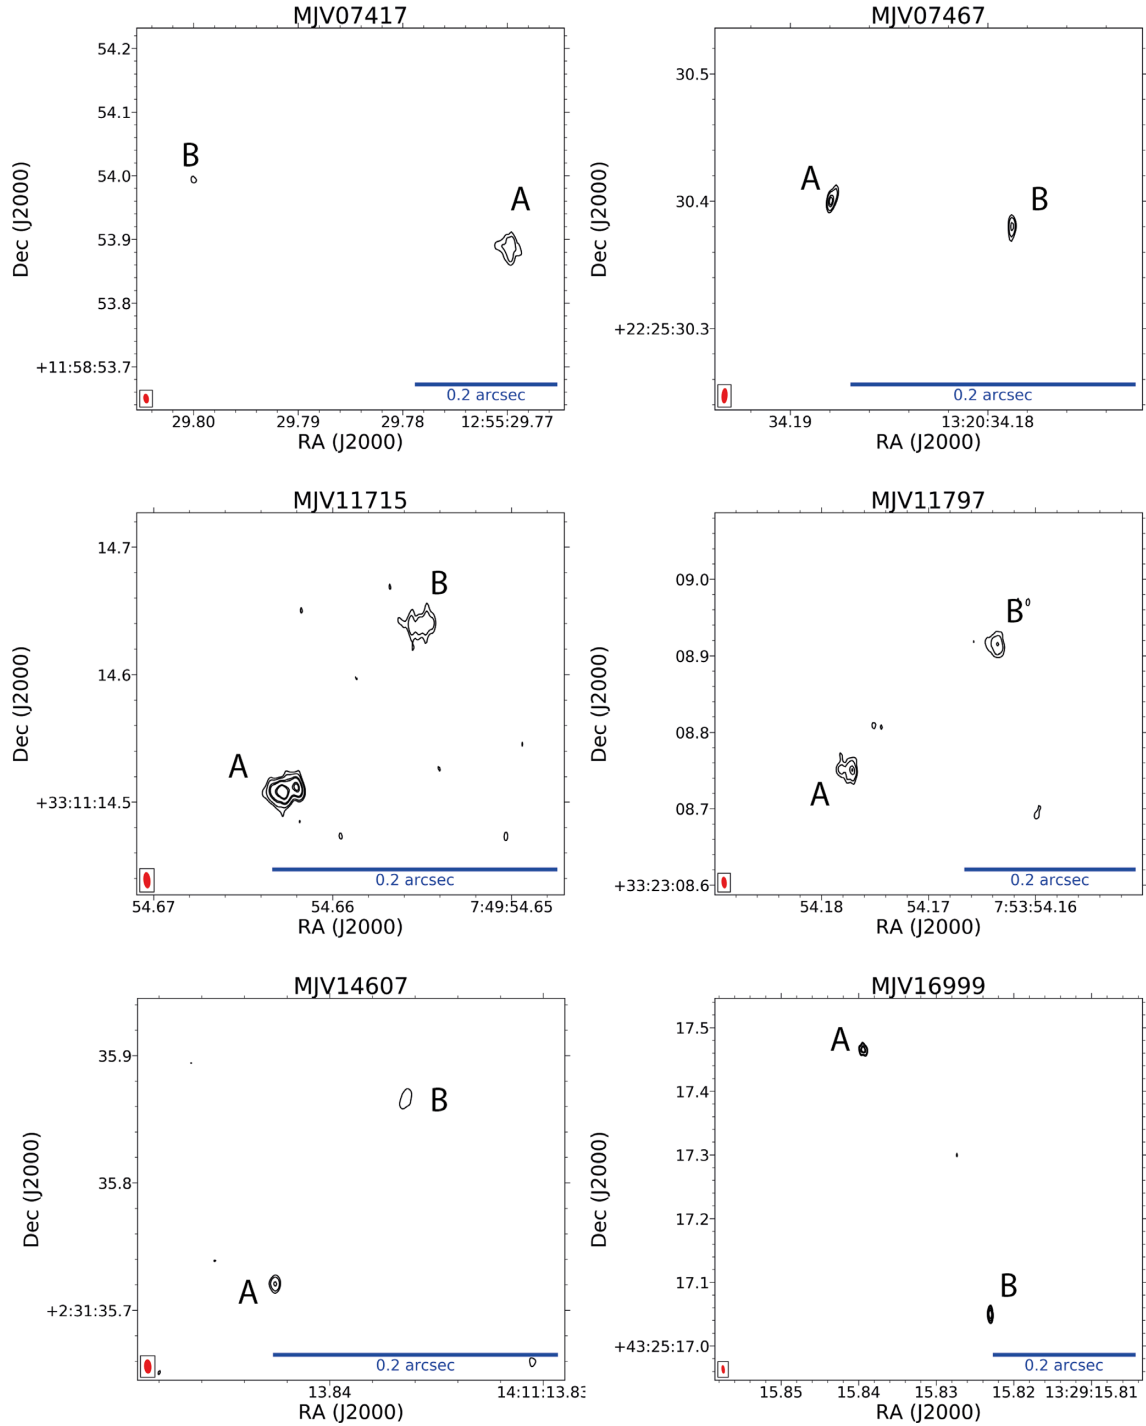 MJV07417
54.2
54.1
54.0
53.9
53.8
+11:58:53.7
Dec (J2000)
B
A
0.2 arcsec
29.80 29.79 29.78 12:55:29.77
RA (J2000)
MJV07467
30.5
30.4
+22:25:30.3
Dec (J2000)
A
B
0.2 arcsec
34.19 13:20:34.18
RA (J2000)
MJV11715
14.7
14.6
+33:11:14.5
Dec (J2000)
B
A
0.2 arcsec
54.67 54.66 7:49:54.65
RA (J2000)
MJV11797
09.0
08.9
08.8
08.7
+33:23:08.6
Dec (J2000)
B
A
0.2 arcsec
54.18 54.17 7:53:54.16
RA (J2000)
MJV14607
35.9
35.8
+2:31:35.7
Dec (J2000)
B
A
0.2 arcsec
13.84 14:11:13.83
RA (J2000)
MJV16999
17.5
17.4
17.3
17.2
17.1
+43:25:17.0
Dec (J2000)
A
B
0.2 arcsec
15.85 15.84 15.83 15.82 13:29:15.81
RA (J2000)